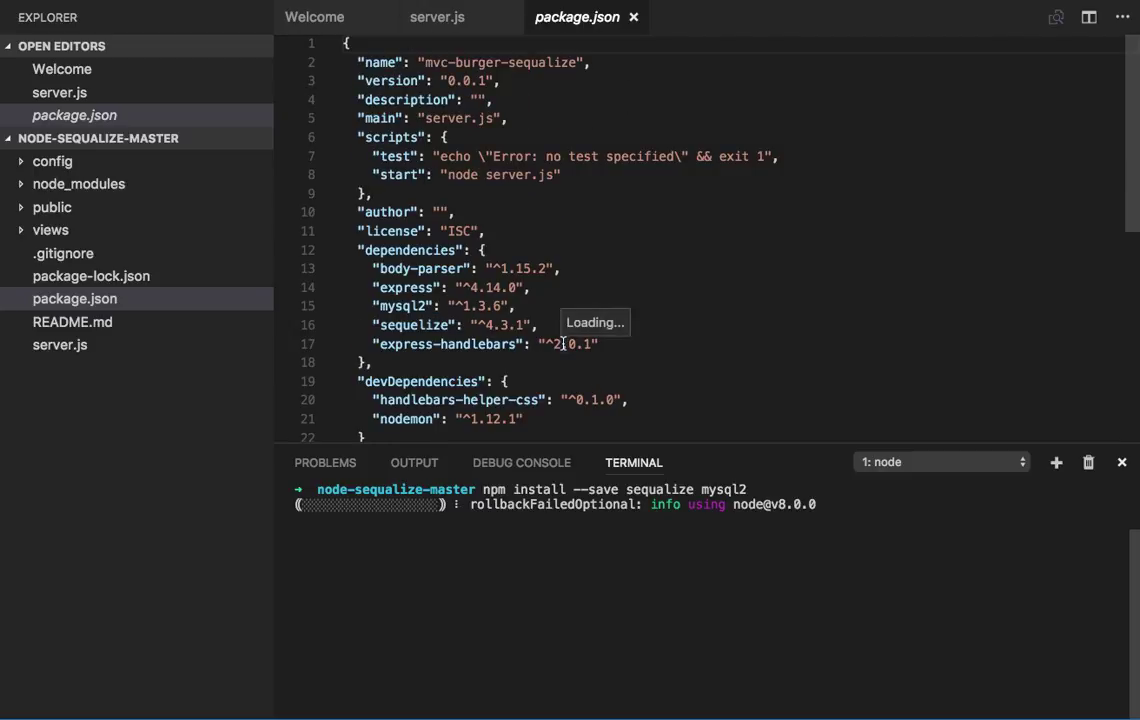 EXPLORER
Welcome
server.js
package.json ×
OPEN EDITORS
Welcome
server.js
package.json
NODE-SEQUALIZE-MASTER
config
node_modules
public
views
.gitignore
package-lock.json
package.json
README.md
server.js
1 {
2 "name": "mvc-burger-sequalize",
3 "version": "0.0.1",
4 "description": "",
5 "main": "server.js",
6 "scripts": {
7 "test": "echo \"Error: no test specified\" && exit 1",
8 "start": "node server.js"
9 },
10 "author": "",
11 "license": "ISC",
12 "dependencies": {
13 "body-parser": "^1.15.2",
14 "express": "^4.14.0",
15 "mysql2": "^1.3.6",
16 "sequelize": "^4.3.1",
Loading...
17 "express-handlebars": "^2.0.1"
18 },
19 "devDependencies": {
20 "handlebars-helper-css": "^0.1.0",
21 "nodemon": "^1.12.1"
22 }
PROBLEMS OUTPUT DEBUG CONSOLE TERMINAL 1: node
➜ node-sequalize-master npm install --save sequalize mysql2
(░░░░░░░░░░░░░░░░░░) ⠸ rollbackFailedOptional: info using node@v8.0.0